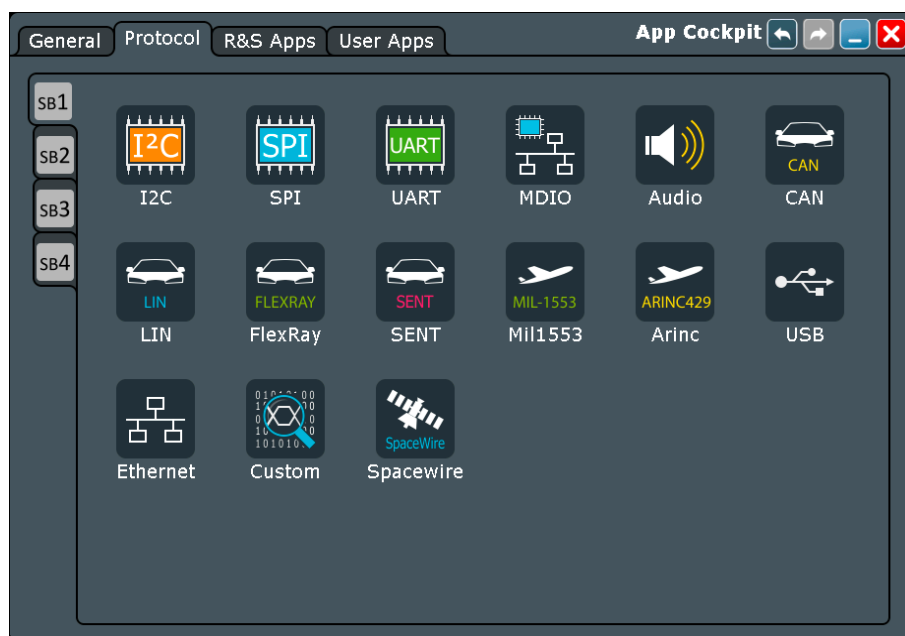 General Protocol R&S Apps User Apps App Cockpit
SB1
SB2
SB3
SB4
I²C SPI UART CAN
I2C SPI UART MDIO Audio CAN
LIN FLEXRAY SENT MIL-1553 ARINC429
LIN FlexRay SENT Mil1553 Arinc USB
SpaceWire
Ethernet Custom Spacewire